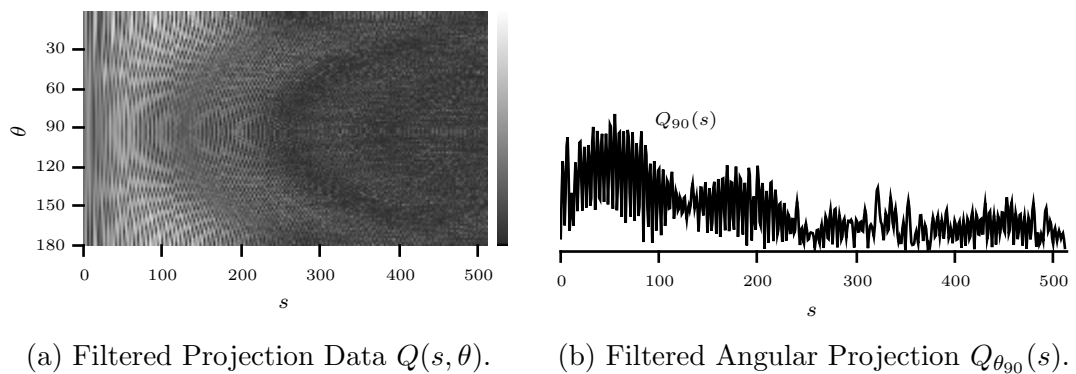 30
60
90
120
150
180
θ
0 100 200 300 400 500
s
(a) Filtered Projection Data Q(s, θ).
Q₉₀(s)
0 100 200 300 400 500
s
(b) Filtered Angular Projection Q_θ₉₀(s).